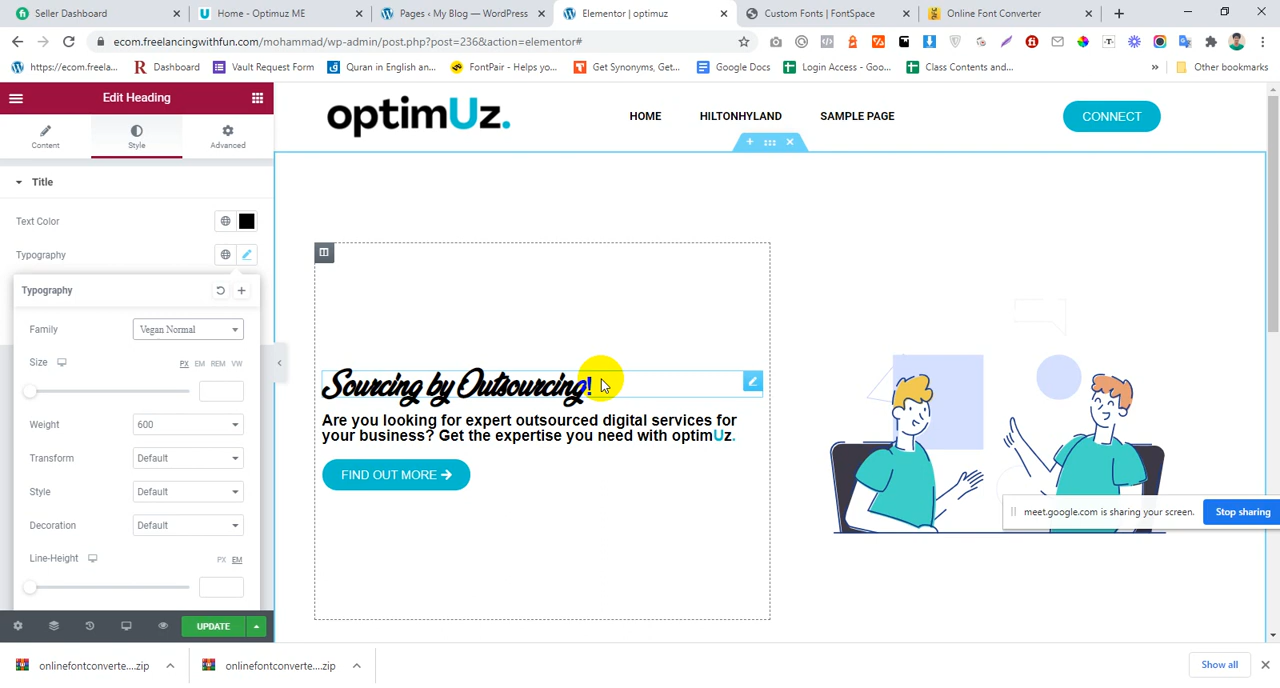 Seller Dashboard
Home - Optimuz ME
Pages ‹ My Blog — WordPress
Elementor | optimuz
Custom Fonts | FontSpace
Online Font Converter
ecom.freelancingwithfun.com/mohammad/wp-admin/post.php?post=236&action=elementor#
https://ecom.freela...
Dashboard
Vault Request Form
Quran in English an...
FontPair - Helps yo...
Get Synonyms, Get...
Google Docs
Login Access - Goo...
Class Contents and...
»
Other bookmarks
Edit Heading
Content
Style
Advanced
Title
Text Color
Typography
Typography
Family
Vegan Normal
Size
PX EM REM VW
Weight
600
Transform
Default
Style
Default
Decoration
Default
Line-Height
PX EM
UPDATE
optimUz.
HOME
HILTONHYLAND
SAMPLE PAGE
CONNECT
Sourcing by Outsourcing!
Are you looking for expert outsourced digital services for
your business? Get the expertise you need with optimUz.
FIND OUT MORE →
meet.google.com is sharing your screen.
Stop sharing
onlinefontconverte....zip
onlinefontconverte....zip
Show all